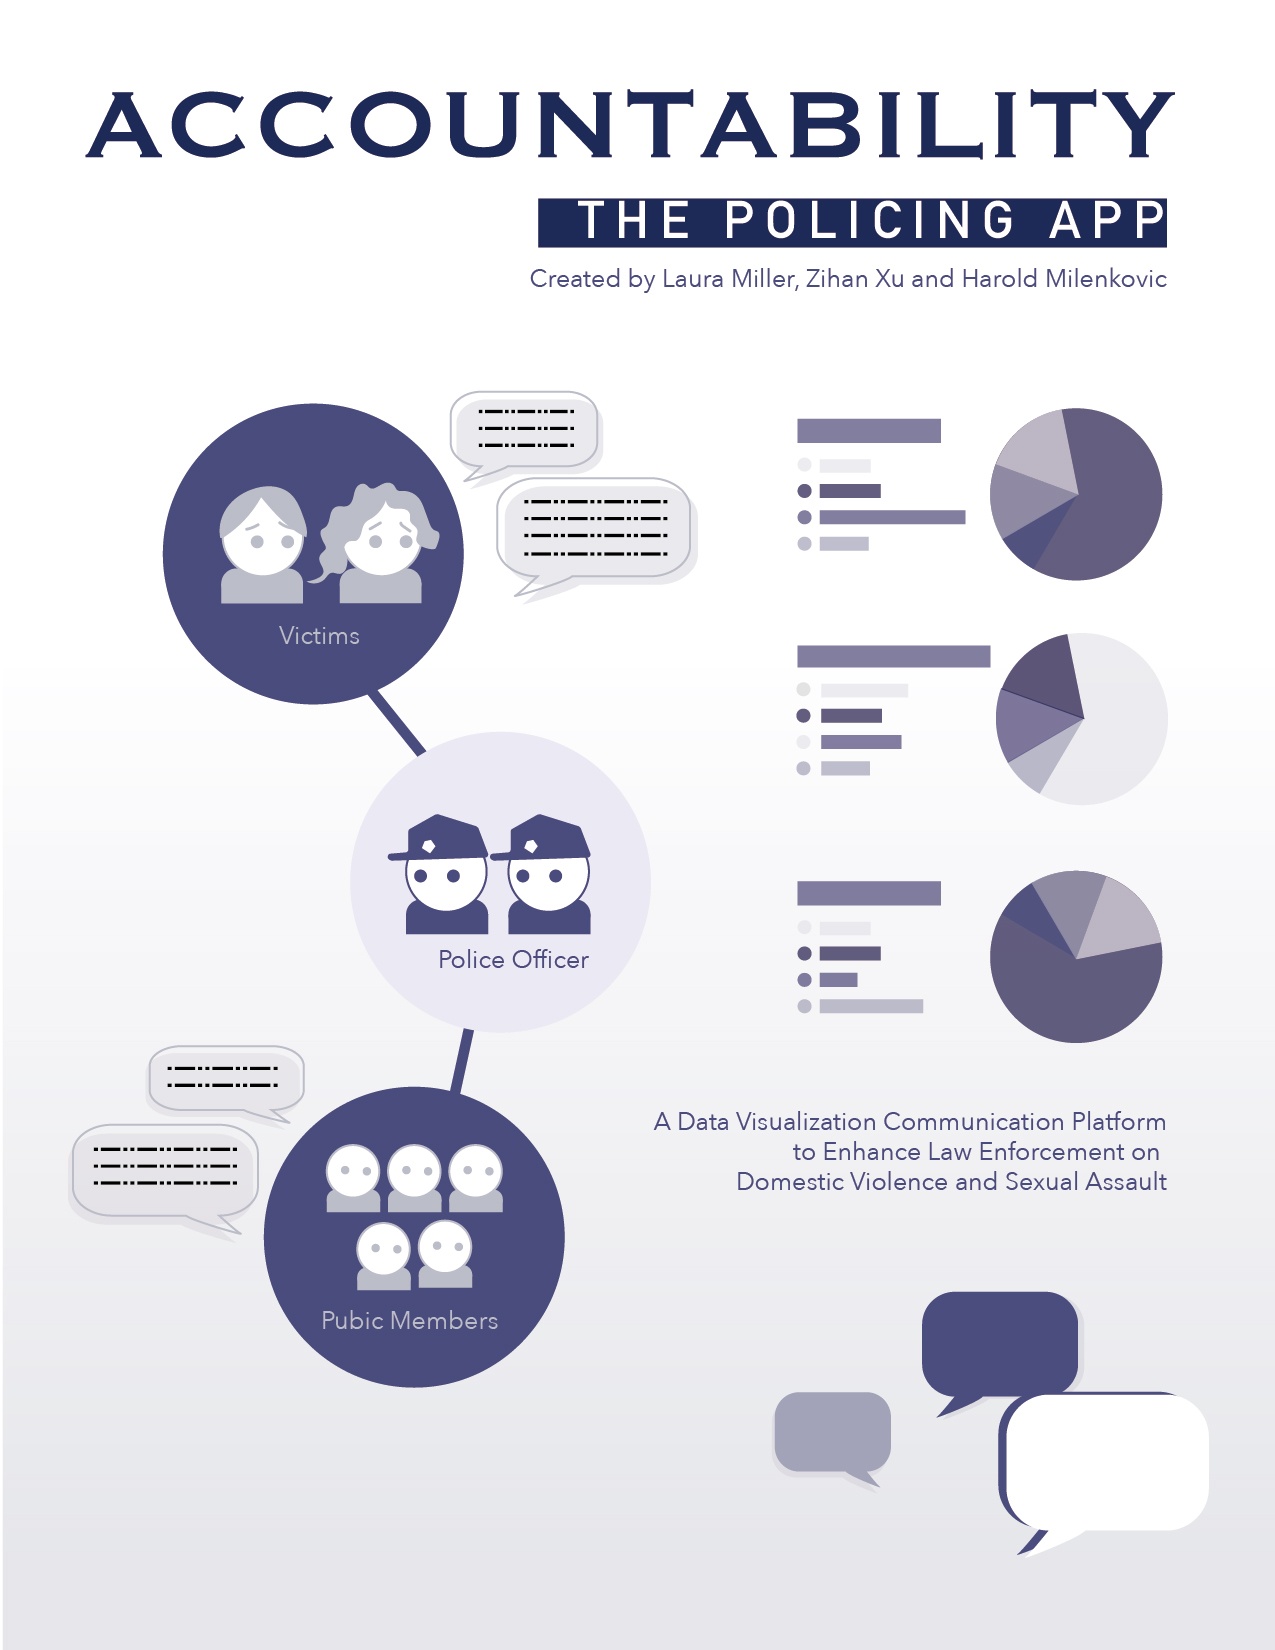 ACCOUNTABILITY
THE POLICING APP
Created by Laura Miller, Zihan Xu and Harold Milenkovic
Victims
Police Officer
Pubic Members
A Data Visualization Communication Platform
to Enhance Law Enforcement on
Domestic Violence and Sexual Assault